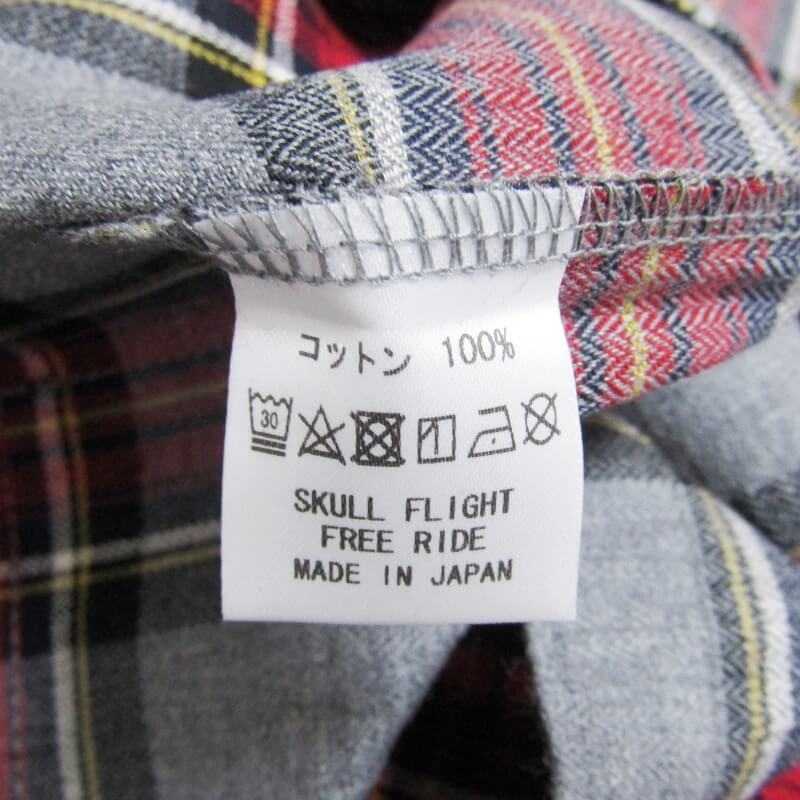 コットン 100%
30
SKULL FLIGHT
FREE RIDE
MADE IN JAPAN